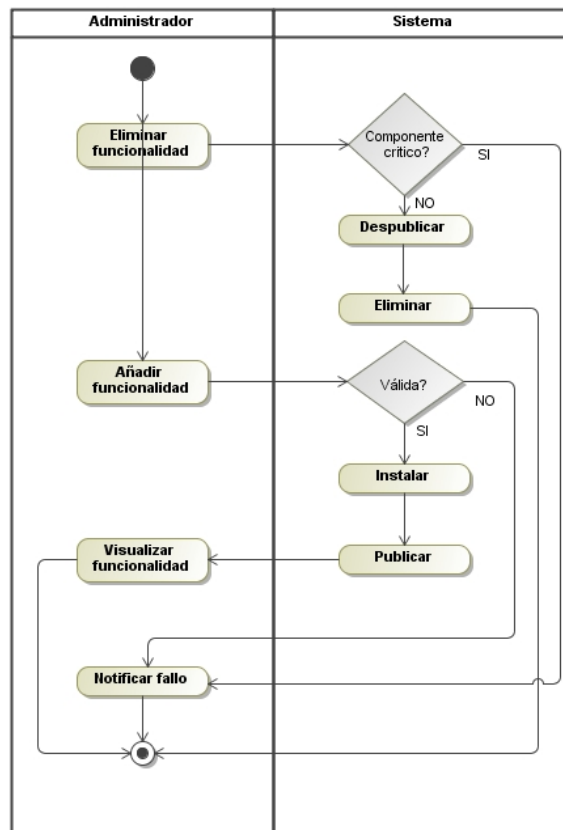 Administrador
Sistema
Eliminar
funcionalidad
Componente
critico?
SI
NO
Despublicar
Eliminar
Añadir
funcionalidad
Válida?
NO
SI
Instalar
Visualizar
funcionalidad
Publicar
Notificar fallo